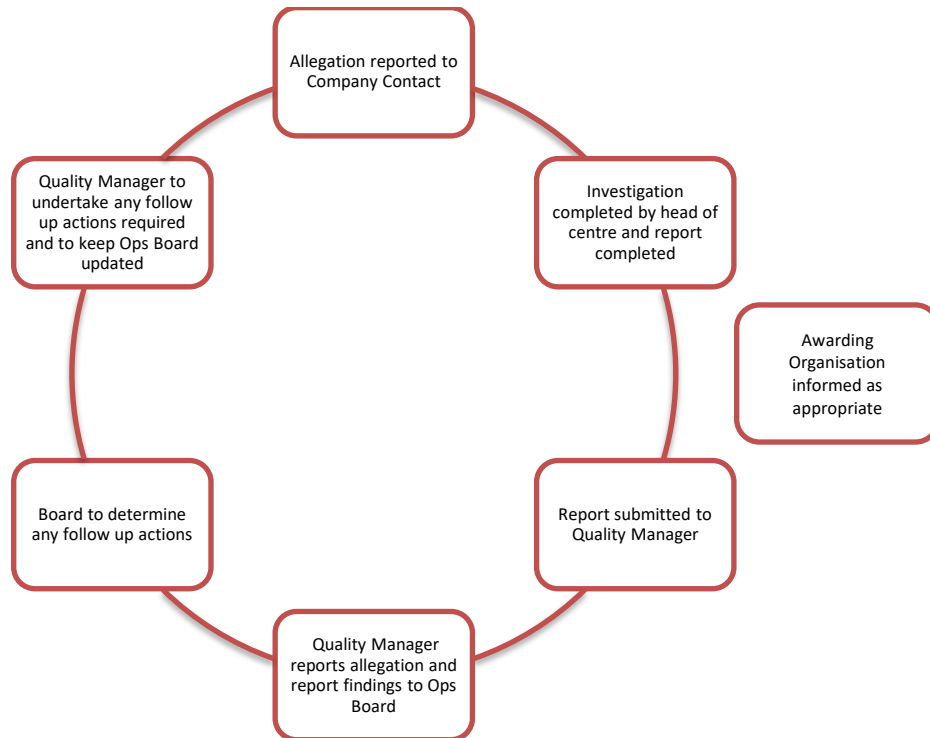 Allegation reported to
Company Contact
Investigation
completed by head of
centre and report
completed
Awarding
Organisation
informed as
appropriate
Report submitted to
Quality Manager
Quality Manager
reports allegation and
report findings to Ops
Board
Board to determine
any follow up actions
Quality Manager to
undertake any follow
up actions required
and to keep Ops Board
updated